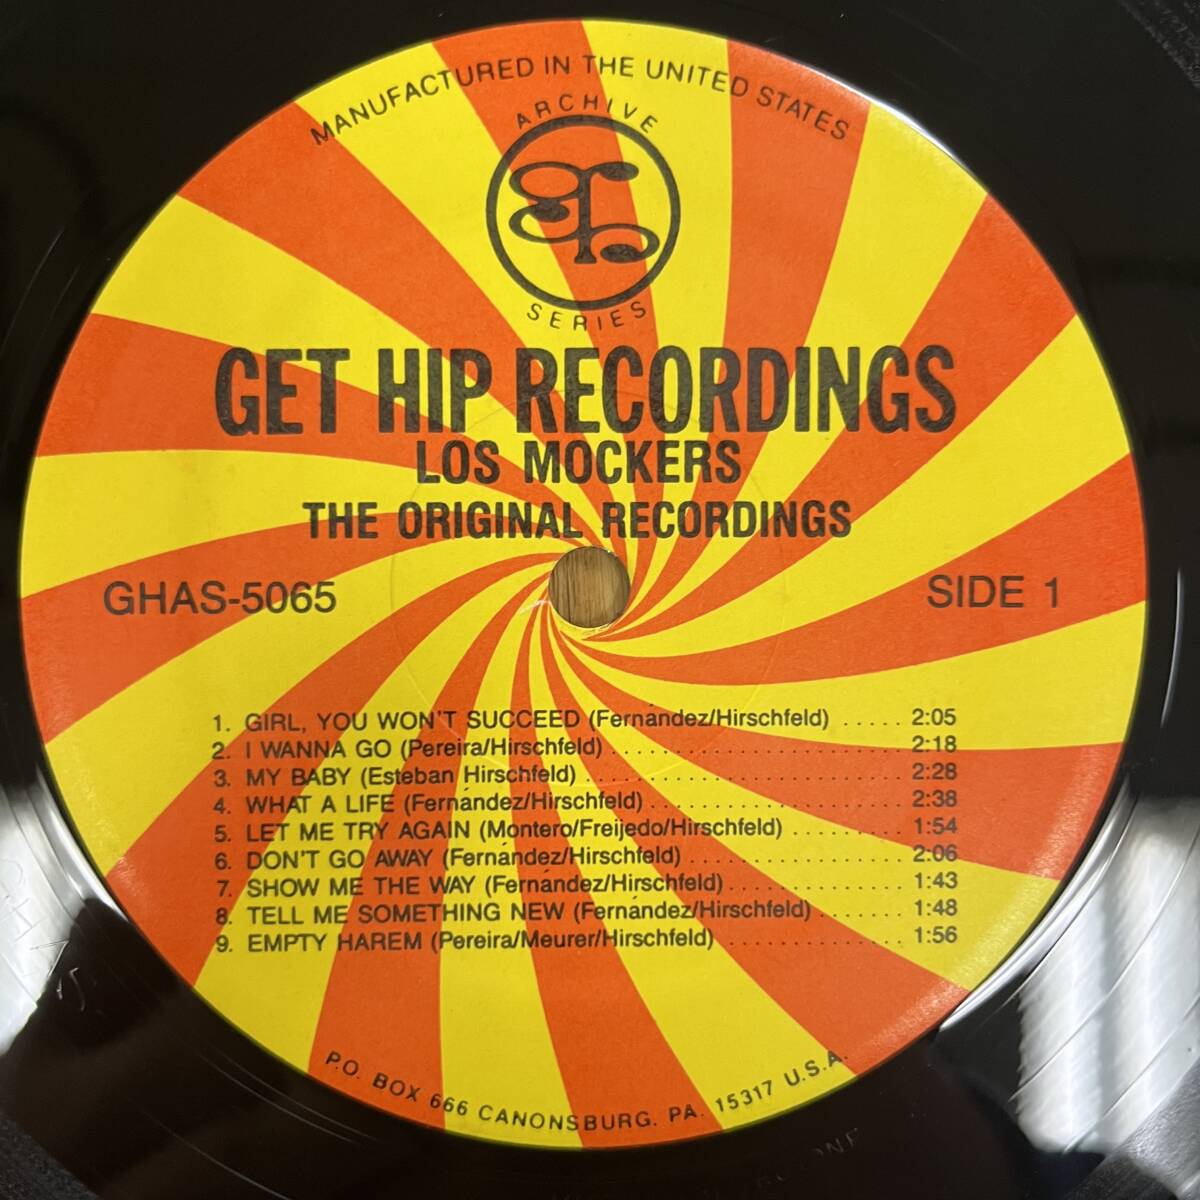 MANUFACTURED IN THE UNITED STATES
ARCHIVE
gh
SERIES
GET HIP RECORDINGS
LOS MOCKERS
THE ORIGINAL RECORDINGS
GHAS-5065
SIDE 1
1. GIRL, YOU WON'T SUCCEED (Fernández/Hirschfeld) ..... 2:05
2. I WANNA GO (Pereira/Hirschfeld) ........................ 2:18
3. MY BABY (Esteban Hirschfeld) .......................... 2:28
4. WHAT A LIFE (Fernández/Hirschfeld) ................... 2:38
5. LET ME TRY AGAIN (Montero/Freijedo/Hirschfeld) ......... 1:54
6. DON'T GO AWAY (Fernández/Hirschfeld) ................ 2:06
7. SHOW ME THE WAY (Fernández/Hirschfeld) ............. 1:43
8. TELL ME SOMETHING NEW (Fernández/Hirschfeld) ....... 1:48
9. EMPTY HAREM (Pereira/Meurer/Hirschfeld) ............. 1:56
P.O. BOX 666 CANONSBURG, PA. 15317 U.S.A.